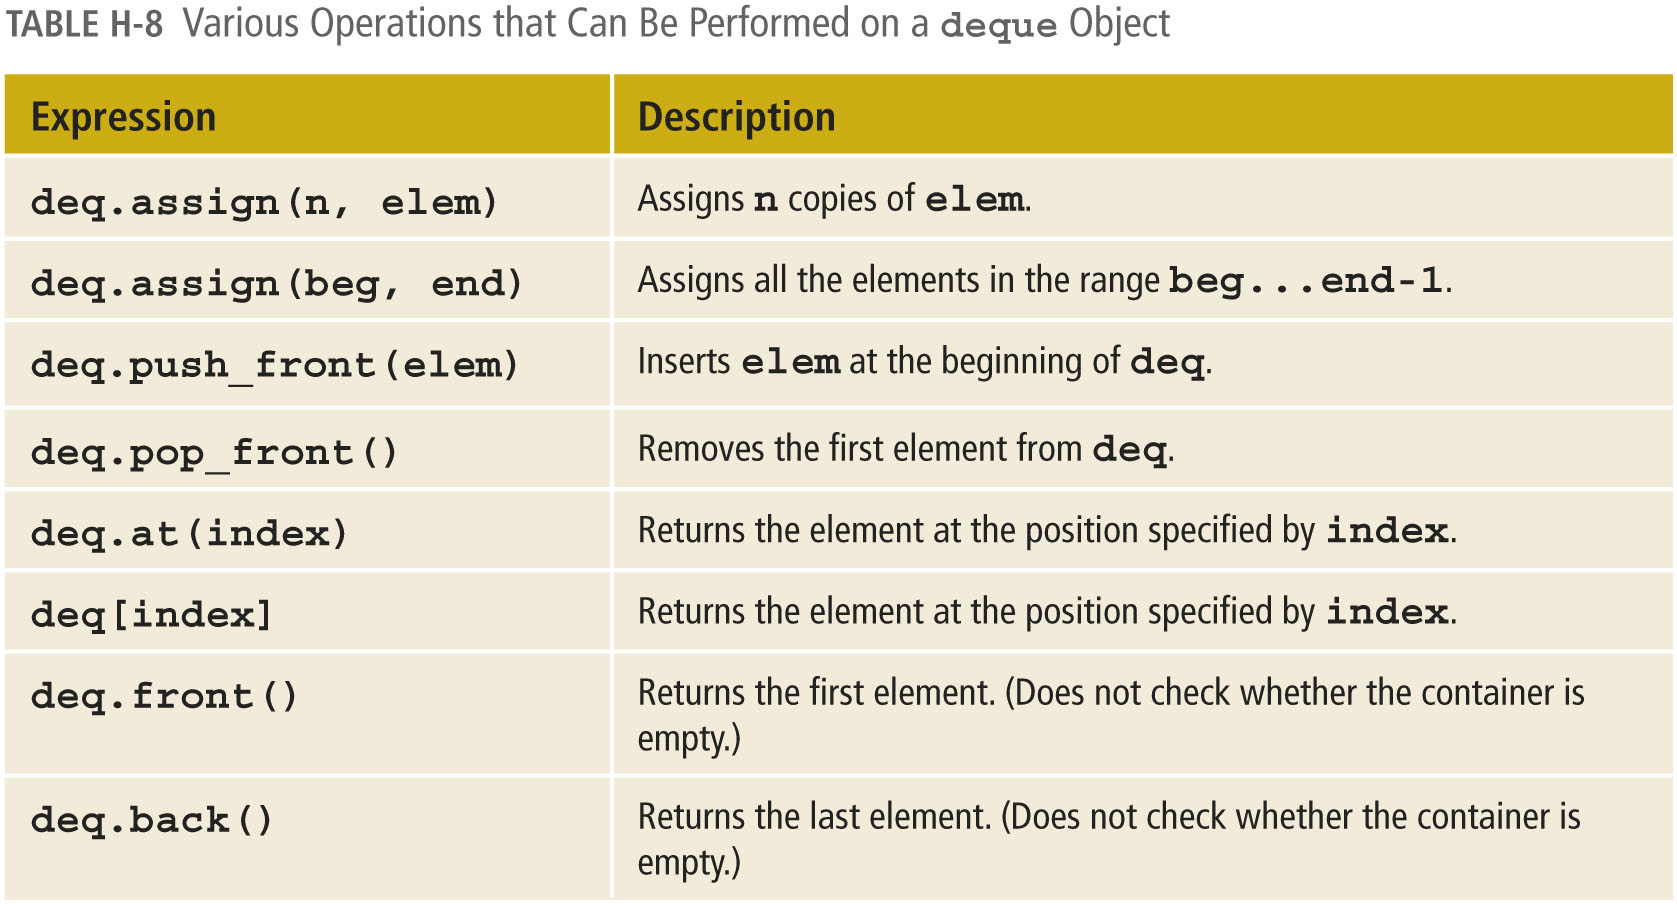 TABLE H-8 Various Operations that Can Be Performed on a deque Object
Expression Description
deq.assign(n, elem) Assigns n copies of elem.
deq.assign(beg, end) Assigns all the elements in the range beg...end-1.
deq.push_front(elem) Inserts elem at the beginning of deq.
deq.pop_front() Removes the first element from deq.
deq.at(index) Returns the element at the position specified by index.
deq[index] Returns the element at the position specified by index.
deq.front() Returns the first element. (Does not check whether the container is
empty.)
deq.back() Returns the last element. (Does not check whether the container is
empty.)